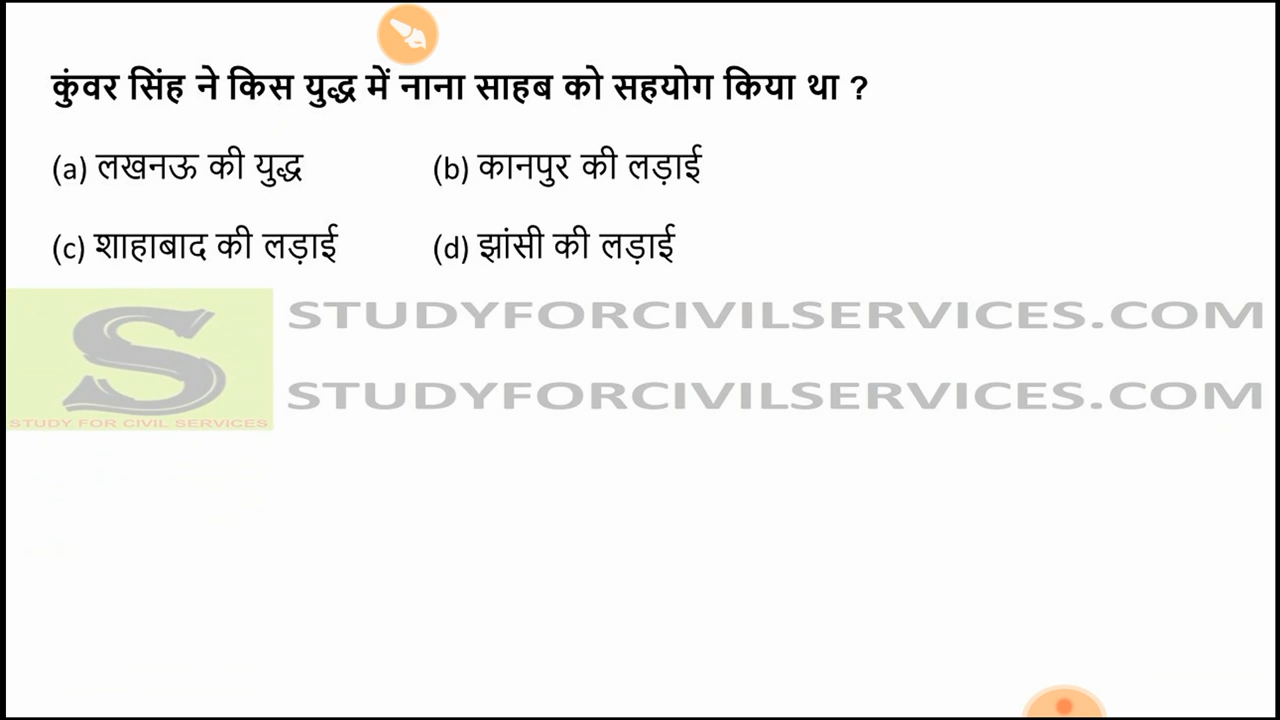 कुंवर सिंह ने किस युद्ध में नाना साहब को सहयोग किया था ?
(a) लखनऊ की युद्ध (b) कानपुर की लड़ाई
(c) शाहाबाद की लड़ाई (d) झांसी की लड़ाई
STUDYFORCIVILSERVICES.COM
S
STUDYFORCIVILSERVICES.COM
STUDY FOR CIVIL SERVICES